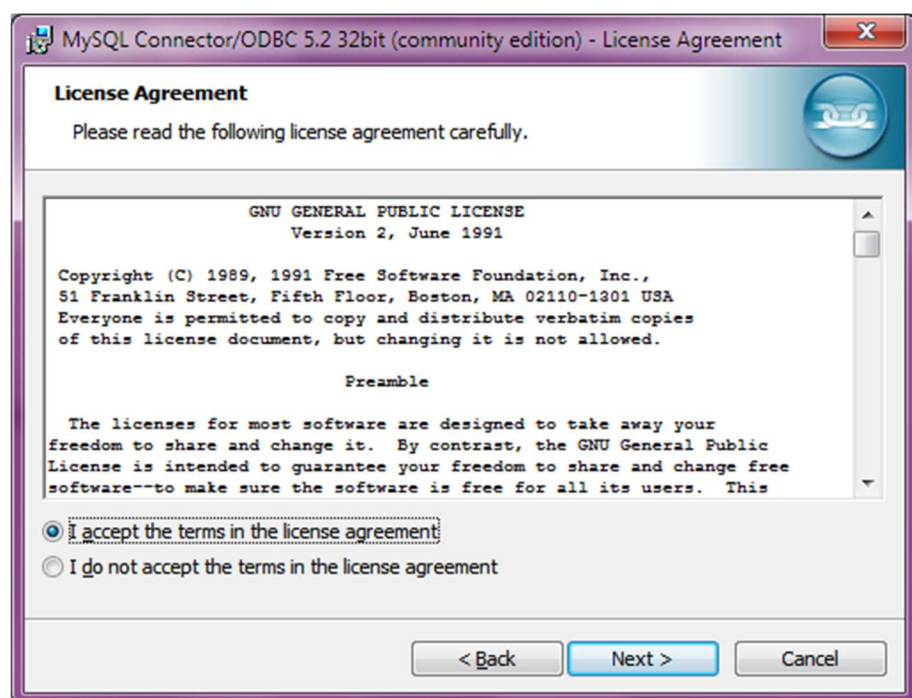 MySQL Connector/ODBC 5.2 32bit (community edition) - License Agreement
License Agreement
Please read the following license agreement carefully.
GNU GENERAL PUBLIC LICENSE
Version 2, June 1991
Copyright (C) 1989, 1991 Free Software Foundation, Inc.,
51 Franklin Street, Fifth Floor, Boston, MA 02110-1301 USA
Everyone is permitted to copy and distribute verbatim copies
of this license document, but changing it is not allowed.
Preamble
The licenses for most software are designed to take away your
freedom to share and change it. By contrast, the GNU General Public
License is intended to guarantee your freedom to share and change free
software--to make sure the software is free for all its users. This
I accept the terms in the license agreement
I do not accept the terms in the license agreement
< Back Next > Cancel